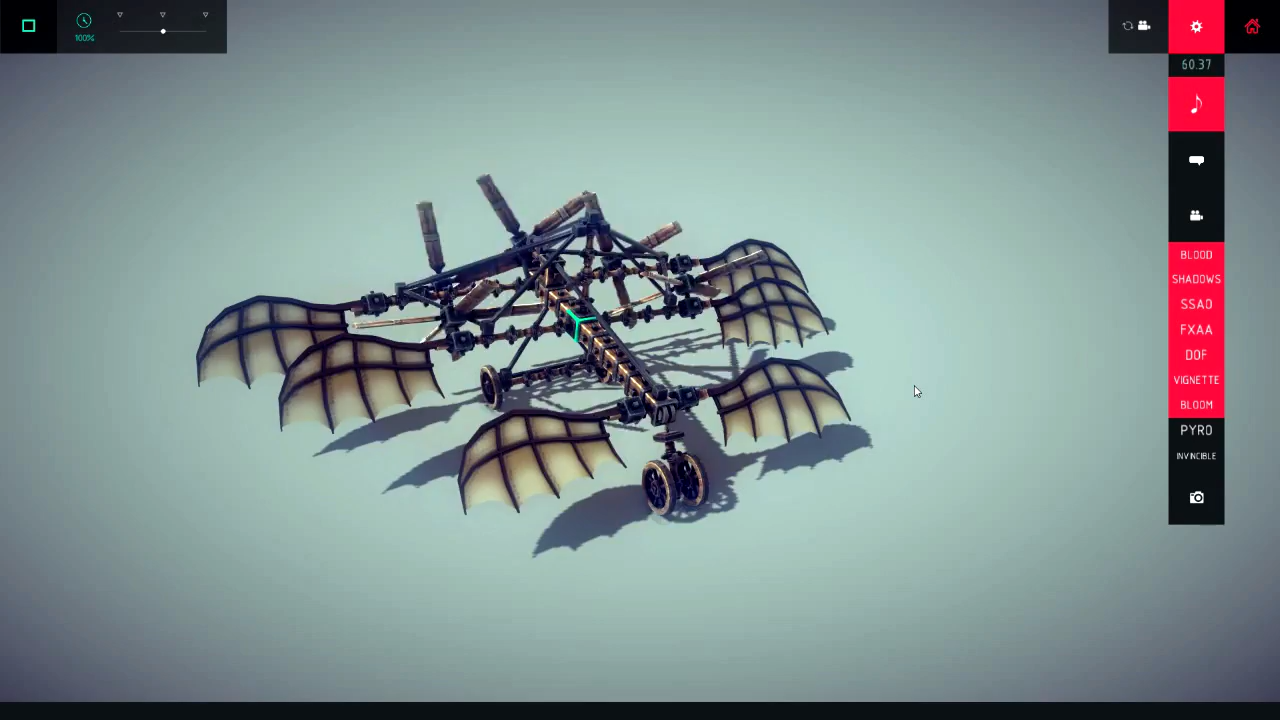 100%
60.37
BLOOD
SHADOWS
SSAO
FXAA
DOF
VIGNETTE
BLOOM
PYRO
INVINCIBLE